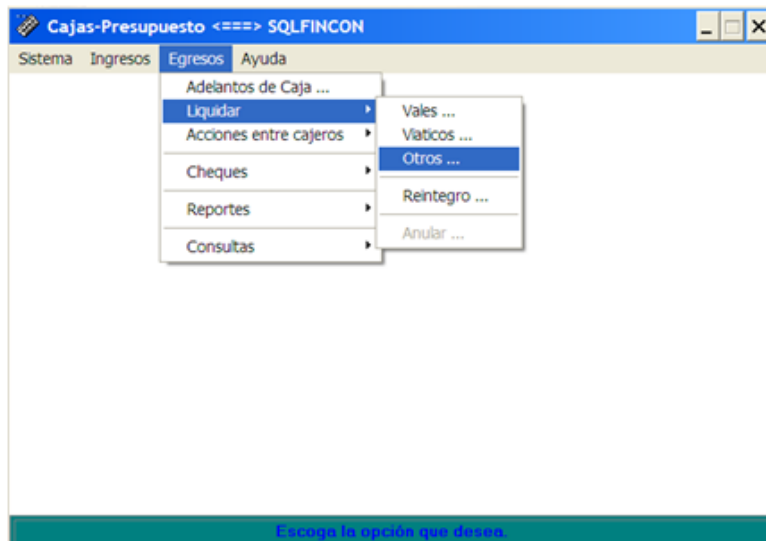 Cajas-Presupuesto <===> SQLFINCON
Sistema Ingresos Egresos Ayuda
Adelantos de Caja ...
Liquidar
Acciones entre cajeros
Cheques
Reportes
Consultas
Vales ...
Viaticos ...
Otros ...
Reintegro ...
Anular ...
Escoga la opción que desea.